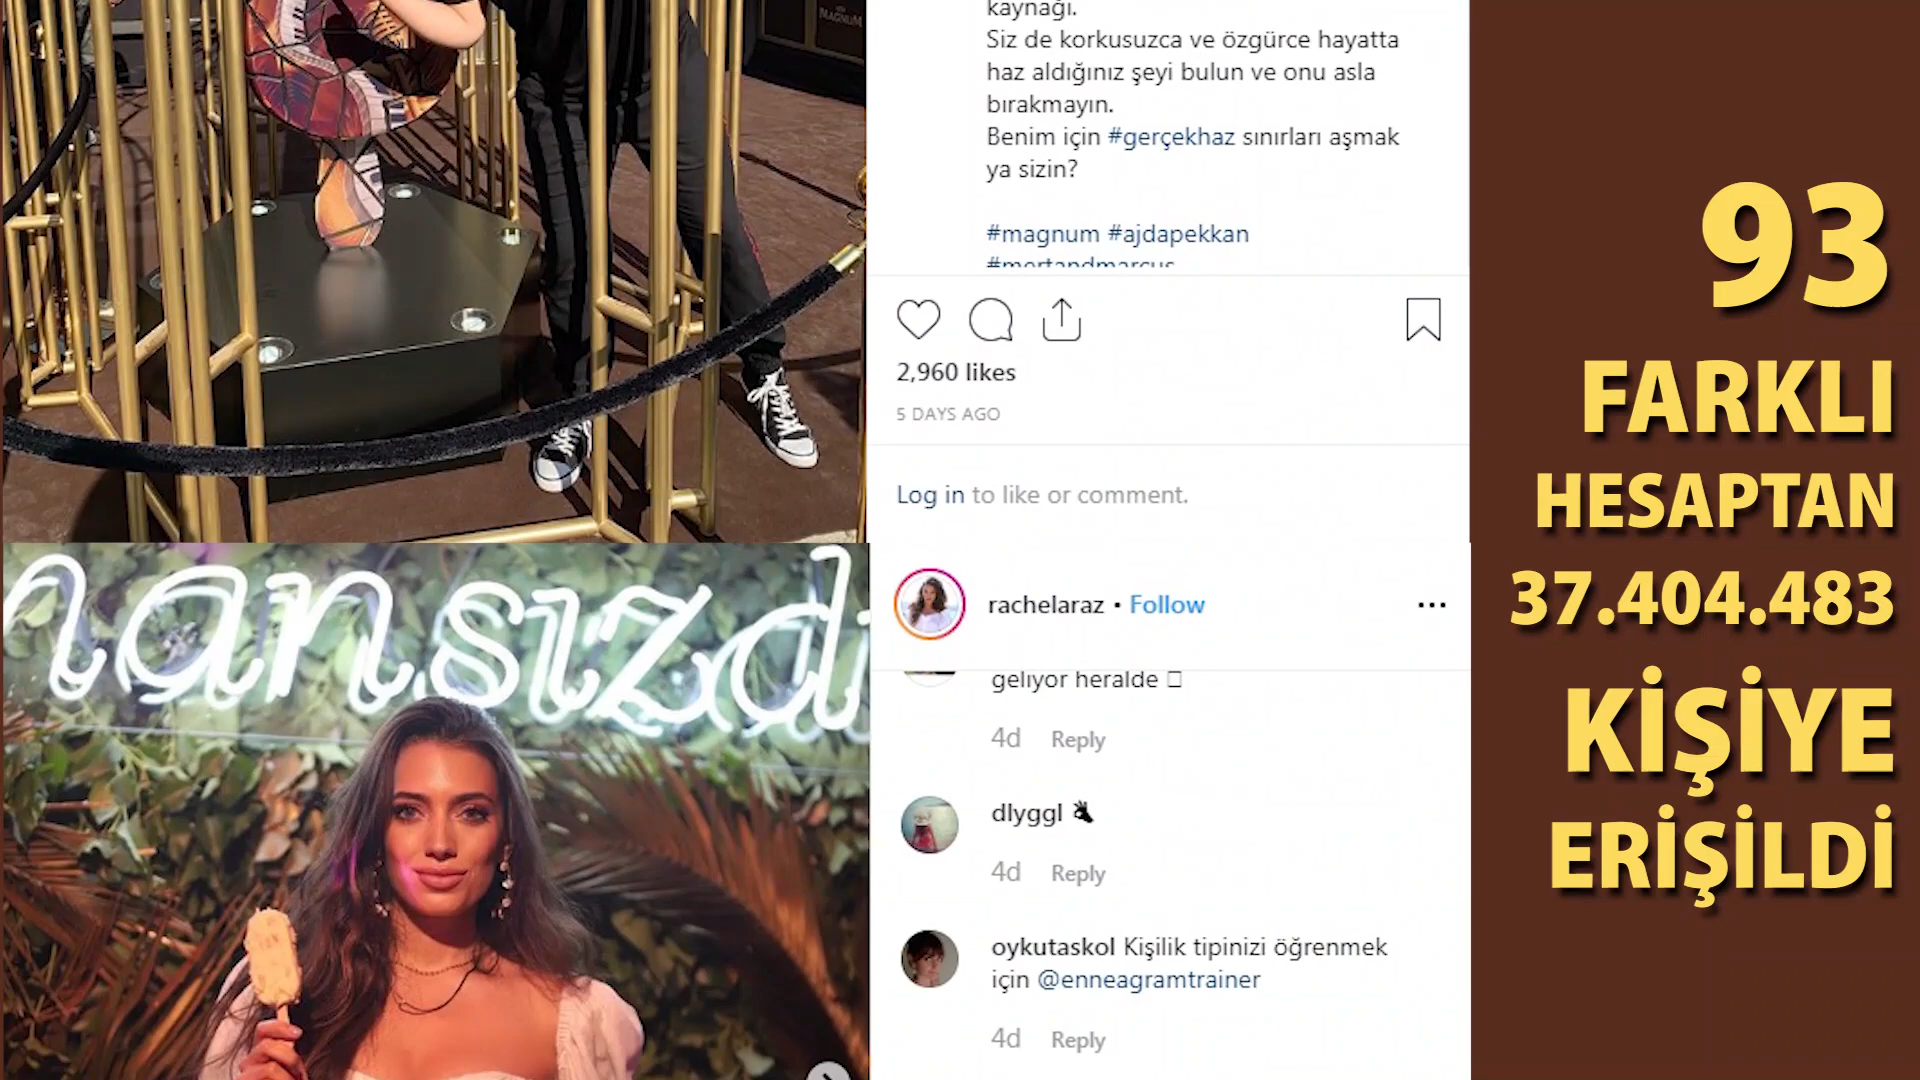 MAGNUM
kaynağı.
Siz de korkusuzca ve özgürce hayatta
haz aldığınız şeyi bulun ve onu asla
bırakmayın.
Benim için #gerçekhaz sınırları aşmak
ya sizin?
#magnum #ajdapekkan
#mertandmarcus
2,960 likes
5 DAYS AGO
Log in to like or comment.
nansızdı
rachelaraz • Follow
geliyor heralde
4d Reply
dlyggl
4d Reply
oykutaskol Kişilik tipinizi öğrenmek
için @enneagramtrainer
4d Reply
93
FARKLI
HESAPTAN
37.404.483
KİŞİYE
ERİŞİLDİ